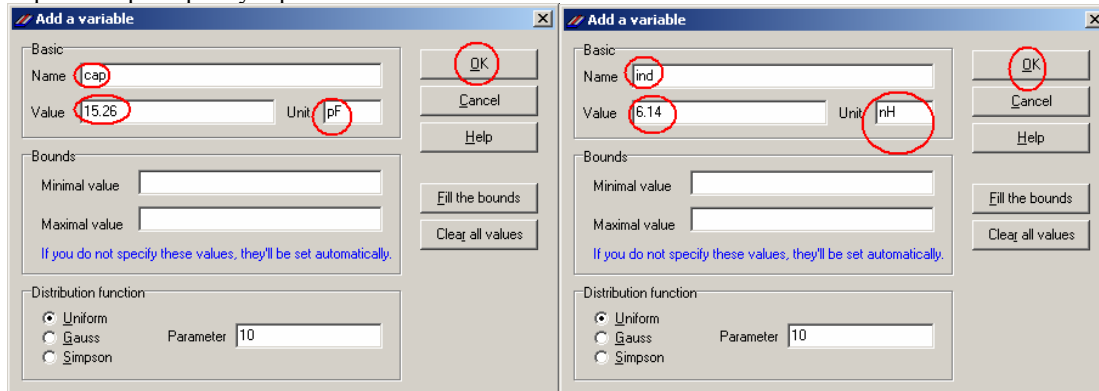 Add a variable
Basic
Name cap
Value 15.26 Unit pF
OK
Cancel
Help
Bounds
Minimal value
Maximal value
If you do not specify these values, they'll be set automatically.
Fill the bounds
Clear all values
Distribution function
Uniform
Gauss
Simpson
Parameter 10
Add a variable
Basic
Name ind
Value 6.14 Unit nH
OK
Cancel
Help
Bounds
Minimal value
Maximal value
If you do not specify these values, they'll be set automatically.
Fill the bounds
Clear all values
Distribution function
Uniform
Gauss
Simpson
Parameter 10